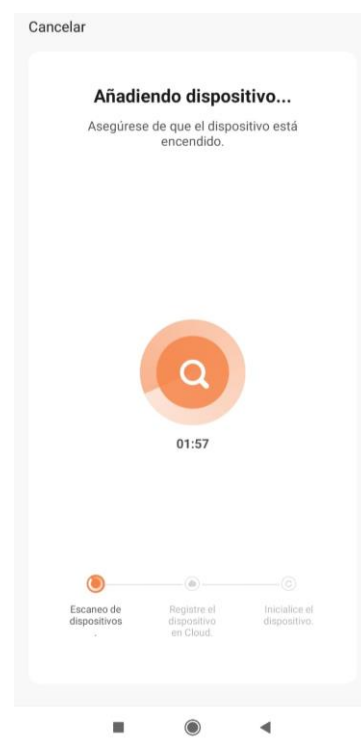 Cancelar
Añadiendo dispositivo...
Asegúrese de que el dispositivo está
encendido.
01:57
Escaneo de
dispositivos
.
Registre el
dispositivo
en Cloud.
Inicialice el
dispositivo.